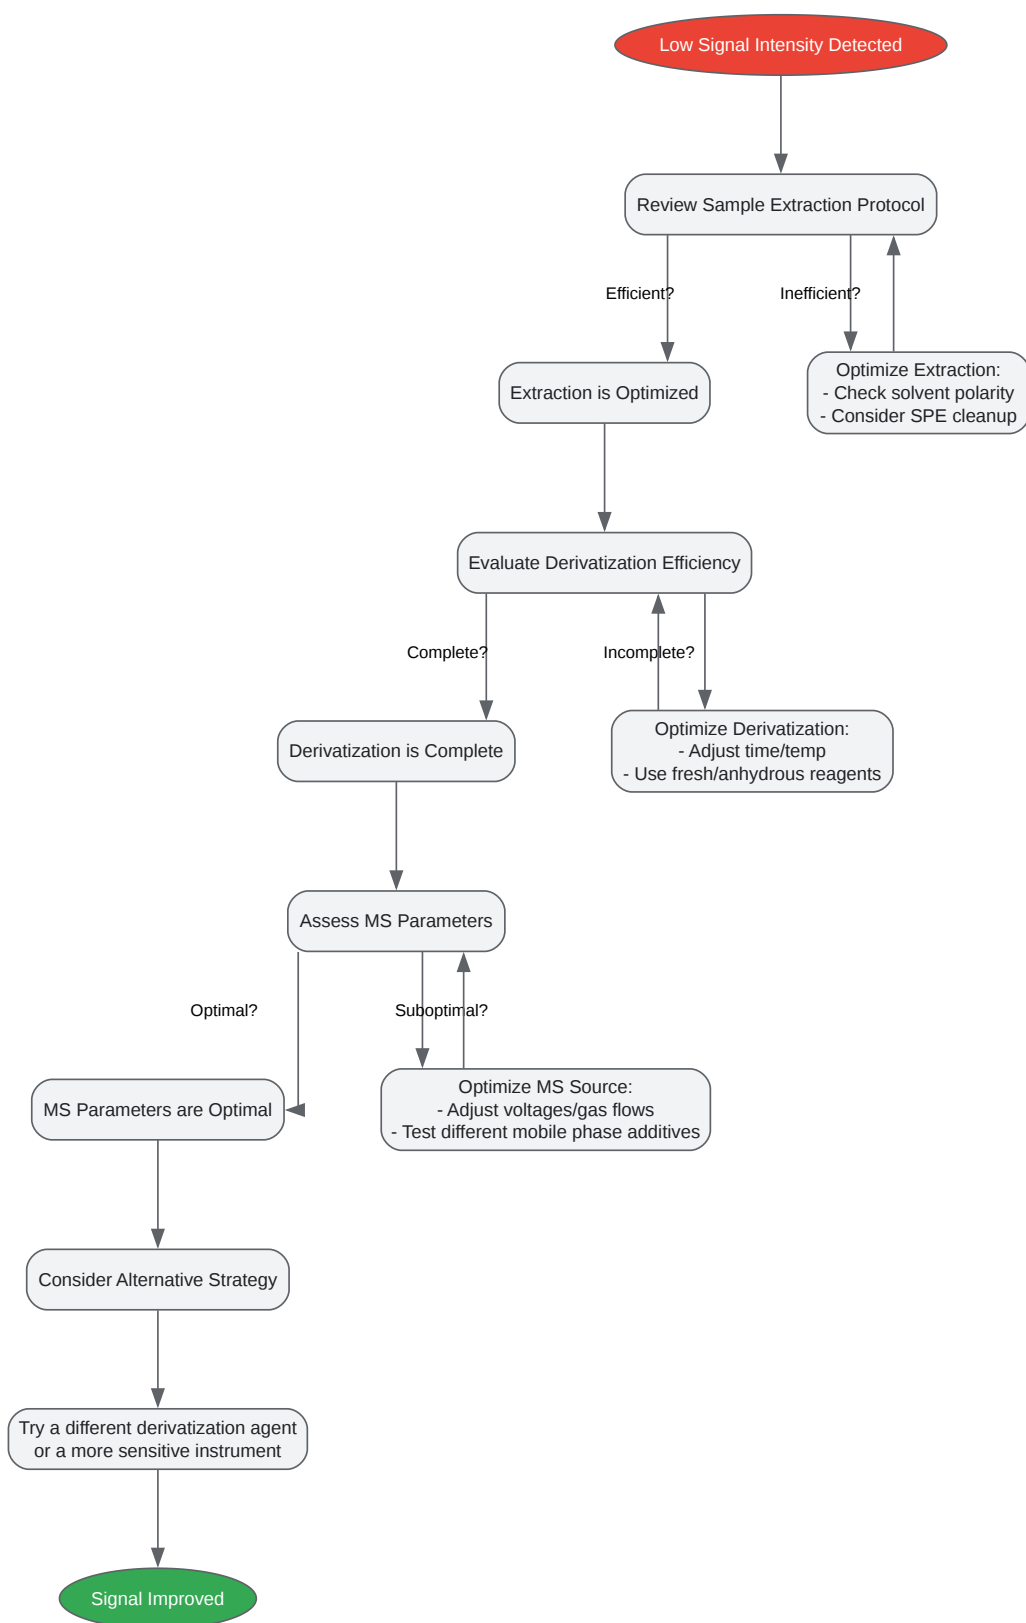 Low Signal Intensity Detected
Review Sample Extraction Protocol
Efficient?
Inefficient?
Optimize Extraction:
- Check solvent polarity
- Consider SPE cleanup
Extraction is Optimized
Evaluate Derivatization Efficiency
Complete?
Incomplete?
Optimize Derivatization:
- Adjust time/temp
- Use fresh/anhydrous reagents
Derivatization is Complete
Assess MS Parameters
Optimal?
Suboptimal?
Optimize MS Source:
- Adjust voltages/gas flows
- Test different mobile phase additives
MS Parameters are Optimal
Consider Alternative Strategy
Try a different derivatization agent
or a more sensitive instrument
Signal Improved